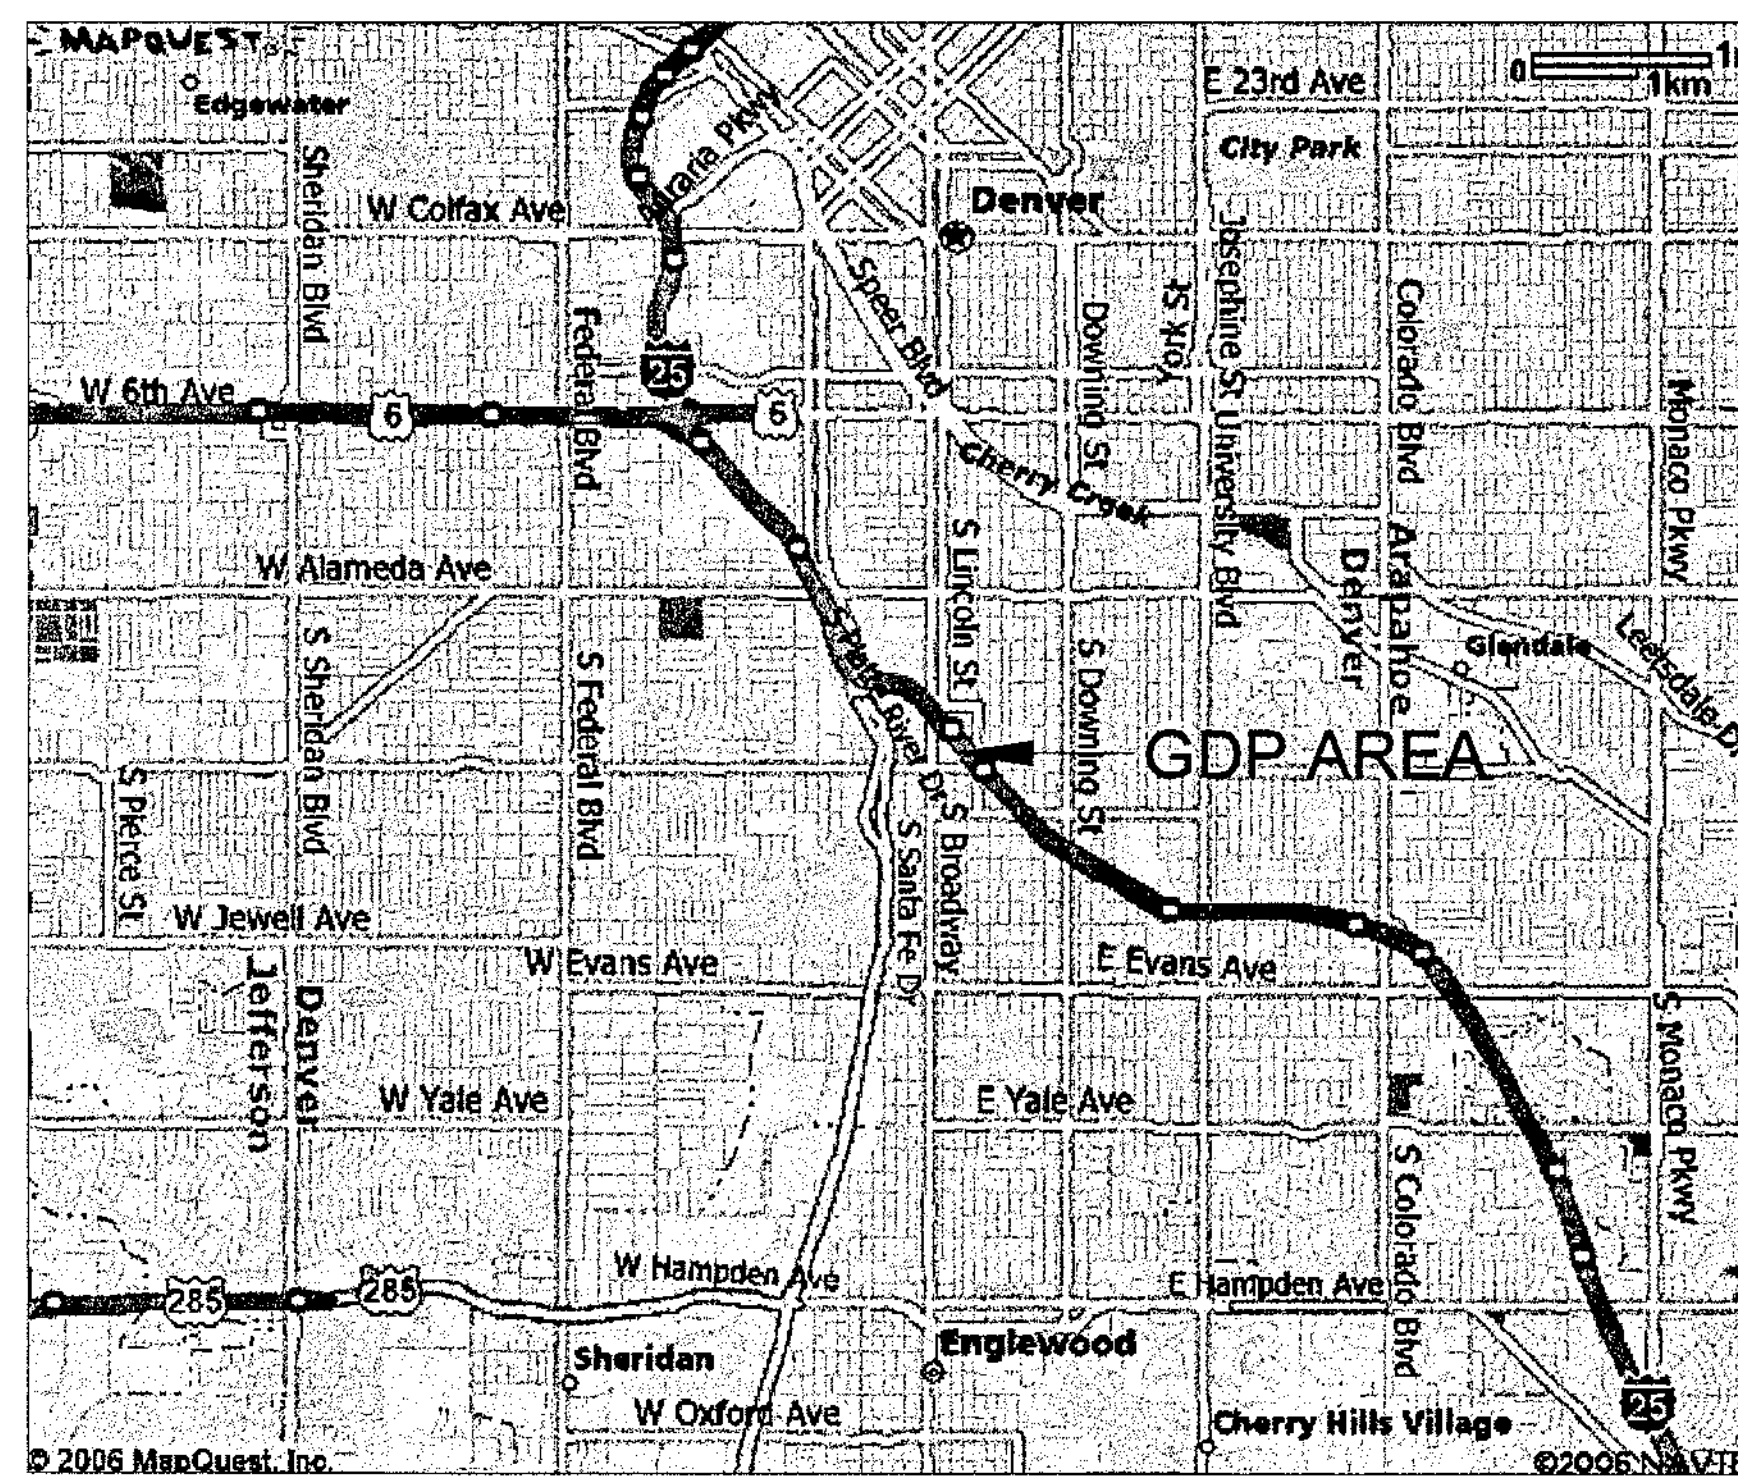 MAPQUEST
0 1
1km
Edgewater
E 23rd Ave
City Park
Auraria Pkwy
Denver
W Colfax Ave
Sheridan Blvd
Speer Blvd
Josephine St
York St
Downing St
Colorado Blvd
Federal Blvd
25
W 6th Ave
6
6
Monaco Pkwy
Cherry Creek
University Blvd
S Lincoln St
Arapahoe
Denver
W Alameda Ave
S Sheridan Blvd
S Federal Blvd
S Platte River Dr
S Downing St
Glendale
Leetsdale Dr
GDP AREA
S Pierce St
S Broadway
S Santa Fe Dr
W Jewell Ave
W Evans Ave
E Evans Ave
Jefferson
Denver
S Monaco Pkwy
W Yale Ave
E Yale Ave
S Colorado Blvd
W Hampden Ave
E Hampden Ave
285
285
Sheridan
Englewood
W Oxford Ave
25
Cherry Hills Village
© 2006 MapQuest, Inc.
©2006 NAVTE